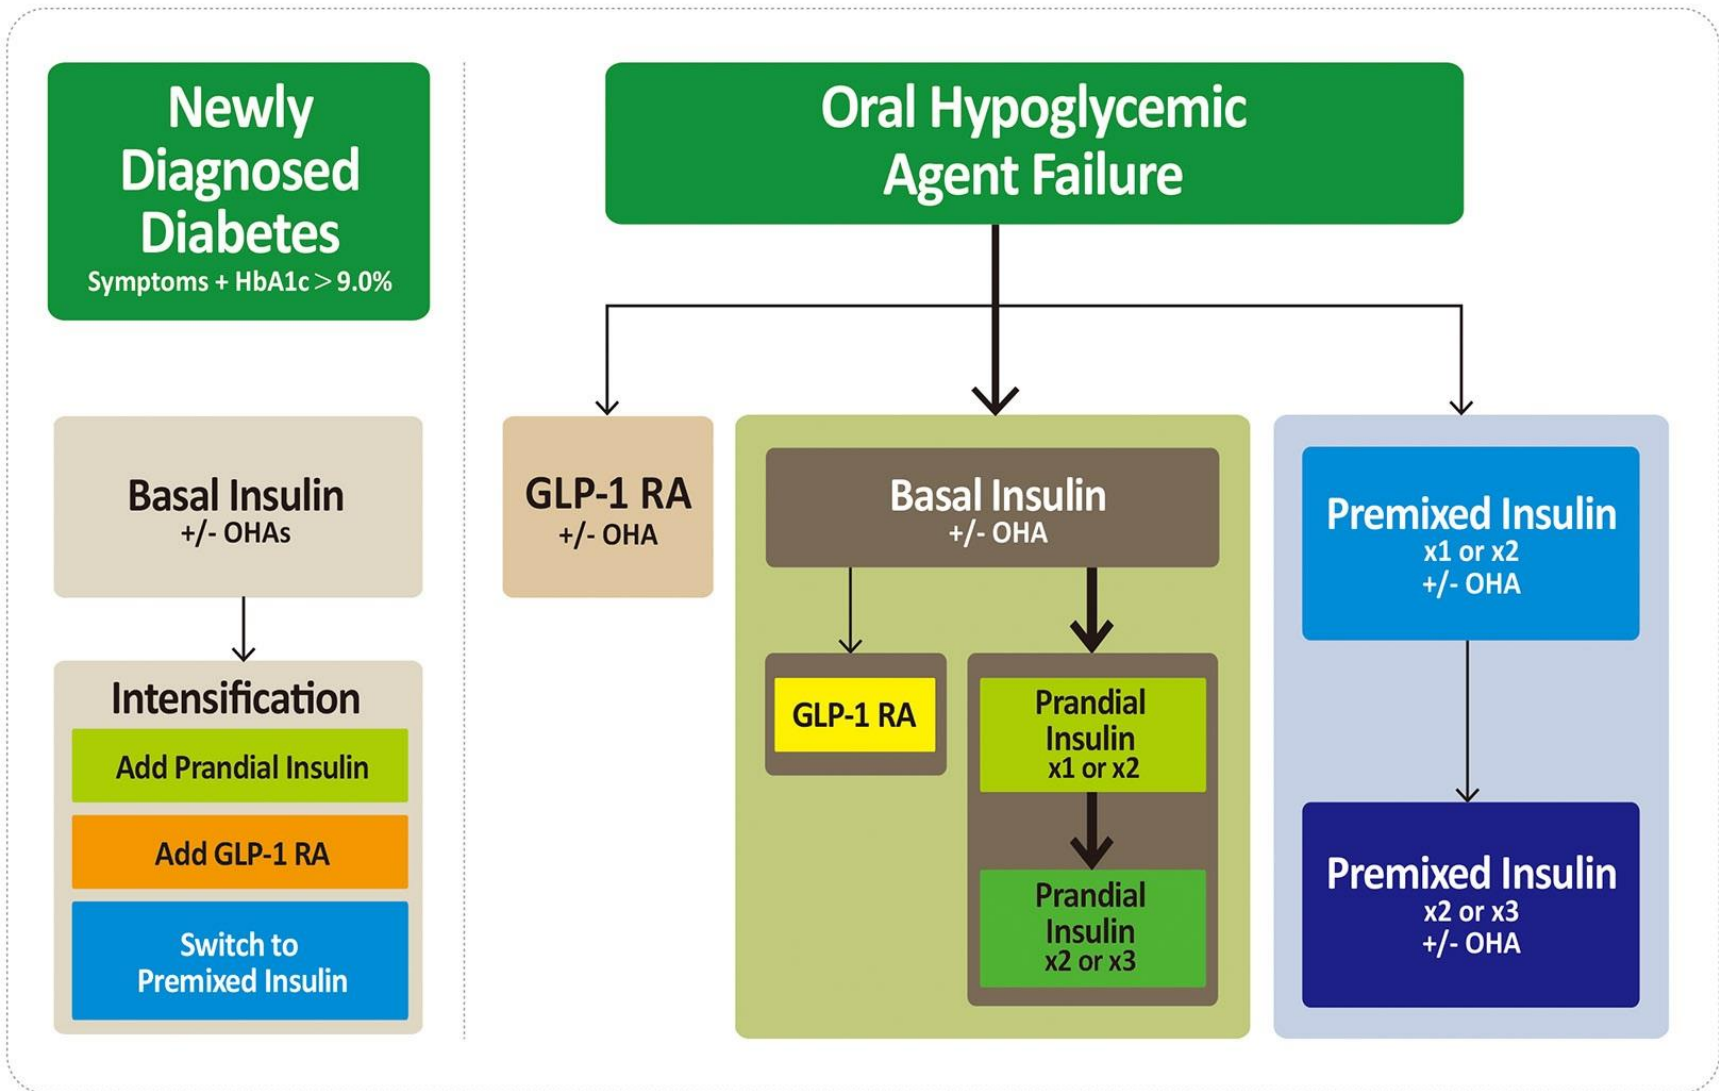 Newly
Diagnosed
Diabetes
Symptoms + HbA1c > 9.0%
Basal Insulin
+/- OHAs
Intensification
Add Prandial Insulin
Add GLP-1 RA
Switch to
Premixed Insulin
Oral Hypoglycemic
Agent Failure
GLP-1 RA
+/- OHA
Basal Insulin
+/- OHA
GLP-1 RA
Prandial
Insulin
x1 or x2
Prandial
Insulin
x2 or x3
Premixed Insulin
x1 or x2
+/- OHA
Premixed Insulin
x2 or x3
+/- OHA